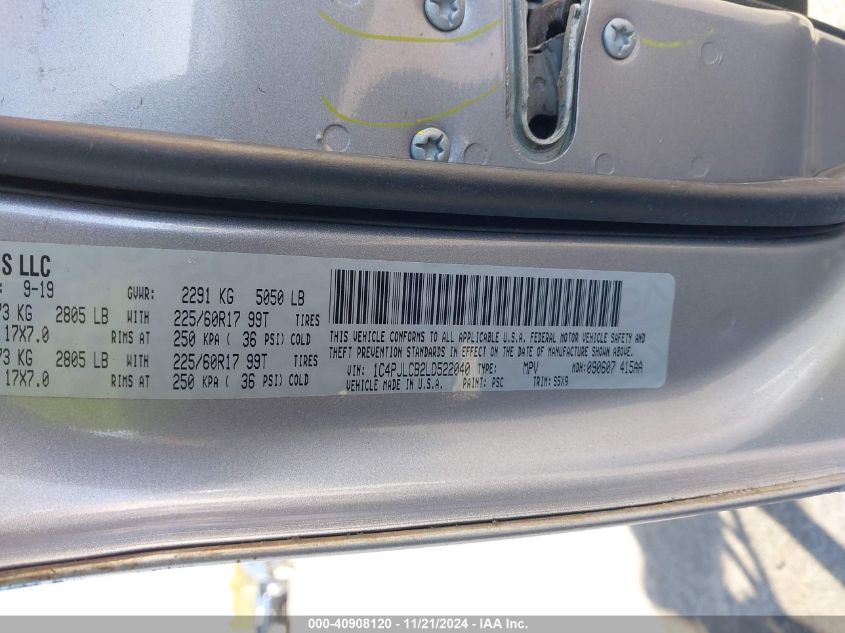 S LLC
: 9-19 GVWR: 2291 KG 5050 LB
73 KG 2805 LB WITH 225/60R17 99T TIRES
17X7.0 RIMS AT 250 KPA ( 36 PSI) COLD
73 KG 2805 LB WITH 225/60R17 99T TIRES
17X7.0 RIMS AT 250 KPA ( 36 PSI) COLD
THIS VEHICLE CONFORMS TO ALL APPLICABLE U.S.A. FEDERAL MOTOR VEHICLE SAFETY AND
THEFT PREVENTION STANDARDS IN EFFECT ON THE DATE OF MANUFACTURE SHOWN ABOVE.
VIN: 1C4PJLCB2LD522040 TYPE: MPV MDH: 090607 415AA
VEHICLE MADE IN U.S.A. PAINT: PSC TRIM: S5X9
000-40908120 - 11/21/2024 - IAA Inc.